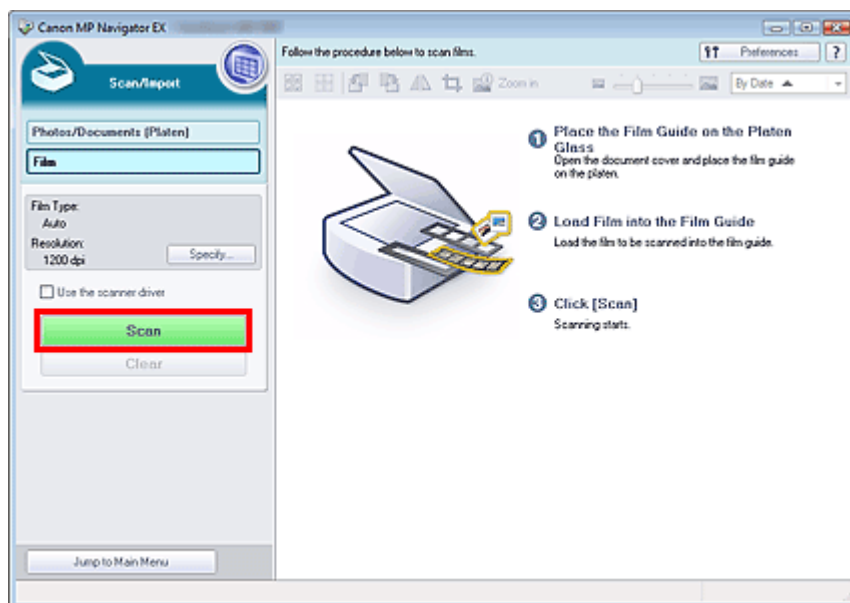 Canon MP Navigator EX
Scan/Import
Follow the procedure below to scan films.
Preferences
?
Zoom in
By Date
Photos/Documents (Platen)
Film
Film Type:
Auto
Resolution:
1200 dpi
Specify...
Use the scanner driver
Scan
Clear
Jump to Main Menu
1 Place the Film Guide on the Platen
Glass
Open the document cover and place the film guide
on the platen.
2 Load Film into the Film Guide
Load the film to be scanned into the film guide.
3 Click [Scan]
Scanning starts.